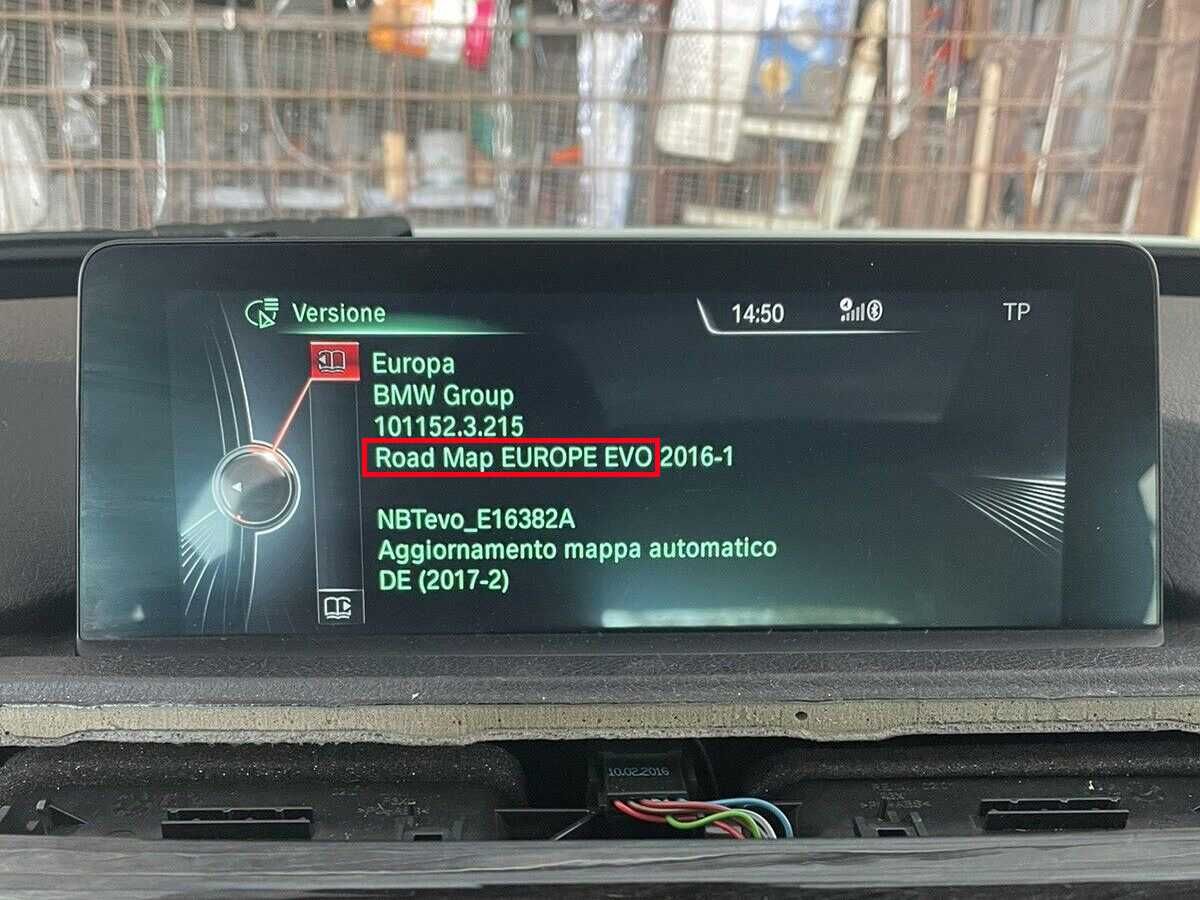 Versione
14:50
TP
Europa
BMW Group
101152.3.215
Road Map EUROPE EVO 2016-1
NBTevo_E16382A
Aggiornamento mappa automatico
DE (2017-2)
10.02.2016